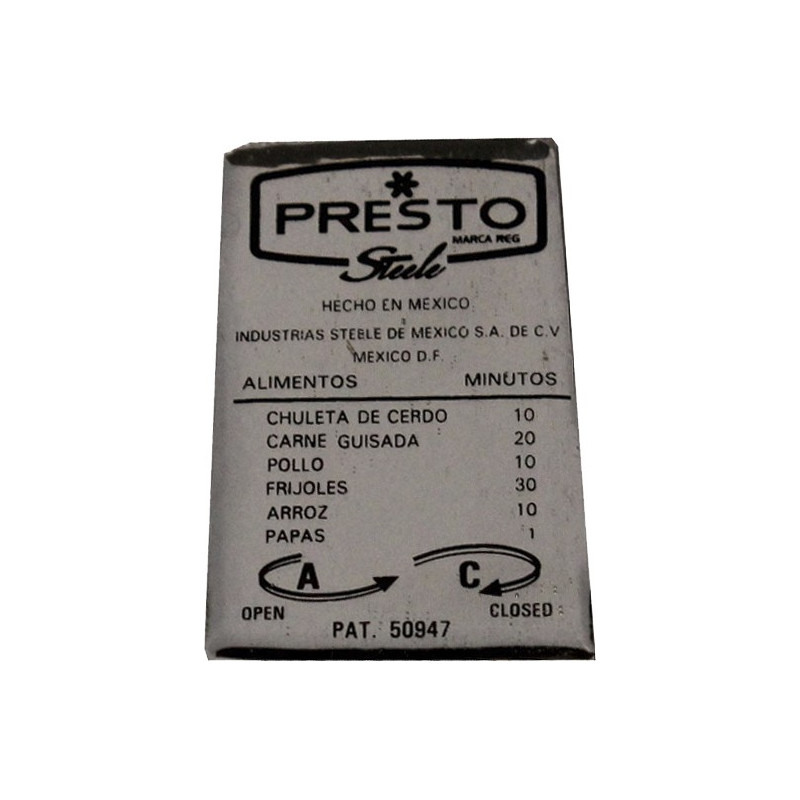 PRESTO
MARCA REG
Steele
HECHO EN MEXICO
INDUSTRIAS STEELE DE MEXICO S.A. DE C.V
MEXICO D.F.
ALIMENTOS MINUTOS
CHULETA DE CERDO 10
CARNE GUISADA 20
POLLO 10
FRIJOLES 30
ARROZ 10
PAPAS 1
A C
OPEN CLOSED
PAT. 50947